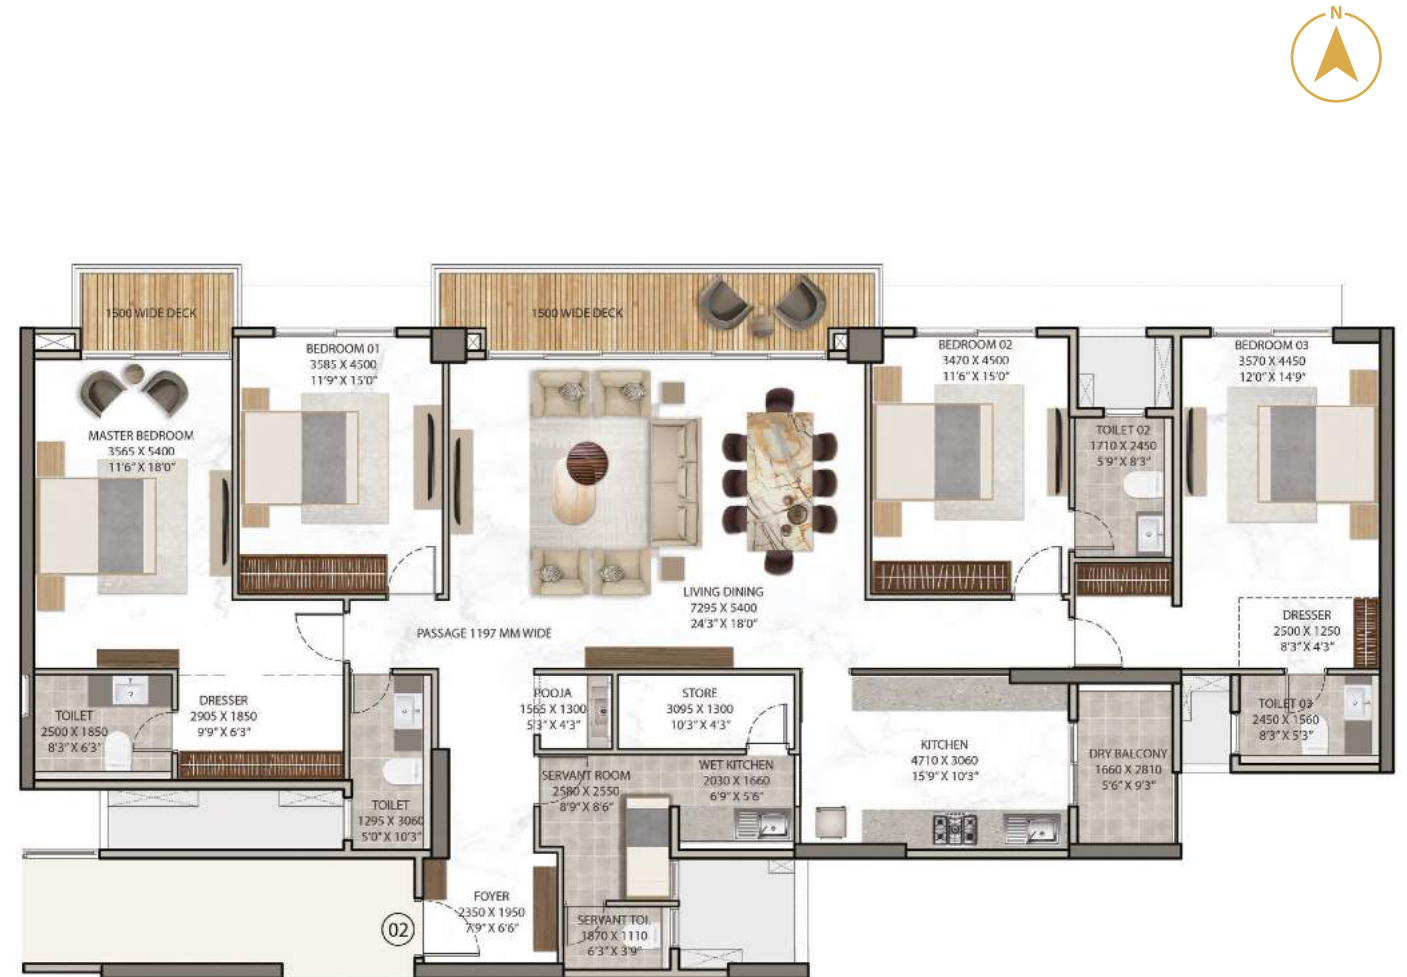 N
1500 WIDE DECK
1500 WIDE DECK
BEDROOM 01
3585 X 4500
11'9" X 15'0"
BEDROOM 02
3470 X 4500
11'6" X 15'0"
BEDROOM 03
3570 X 4450
12'0" X 14'9"
MASTER BEDROOM
3565 X 5400
11'6" X 18'0"
TOILET 02
1710 X 2450
5'9" X 8'3"
LIVING DINING
7295 X 5400
24'3" X 18'0"
PASSAGE 1197 MM WIDE
DRESSER
2500 X 1250
8'3" X 4'3"
DRESSER
2905 X 1850
9'9" X 6'3"
TOILET
2500 X 1850
8'3" X 6'3"
POOJA
1565 X 1300
5'3" X 4'3"
STORE
3095 X 1300
10'3" X 4'3"
TOILET 03
2450 X 1560
8'3" X 5'3"
KITCHEN
4710 X 3060
15'9" X 10'3"
DRY BALCONY
1660 X 2810
5'6" X 9'3"
SERVANT ROOM
2580 X 2550
8'9" X 8'6"
WET KITCHEN
2030 X 1660
6'9" X 5'6"
TOILET
1295 X 3060
5'0" X 10'3"
FOYER
2350 X 1950
7'9" X 6'6"
02
SERVANT TOI.
1870 X 1110
6'3" X 3'9"